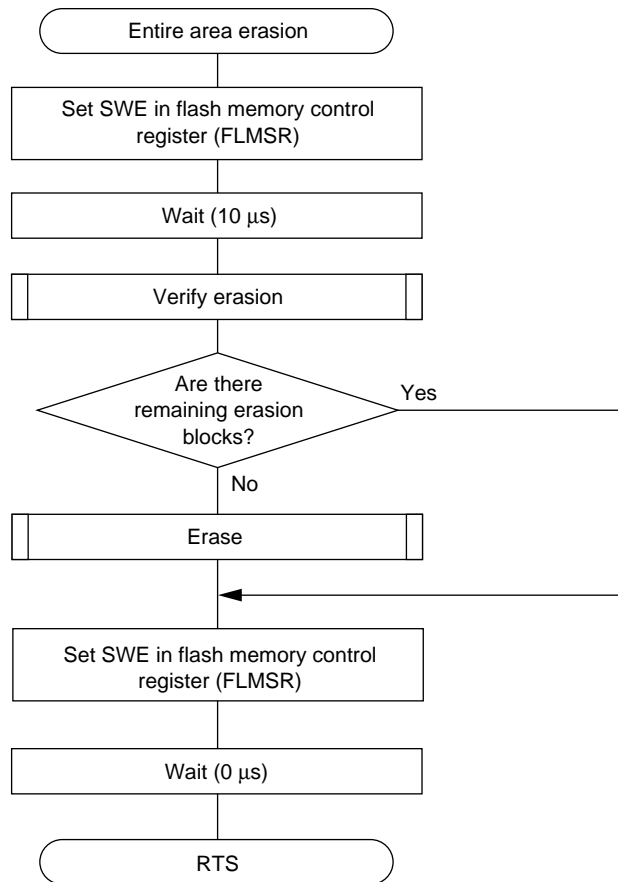 Entire area erasion
Set SWE in flash memory control
register (FLMSR)
Wait (10 μs)
Verify erasion
Are there
remaining erasion
blocks?
Yes
No
Erase
Set SWE in flash memory control
register (FLMSR)
Wait (0 μs)
RTS